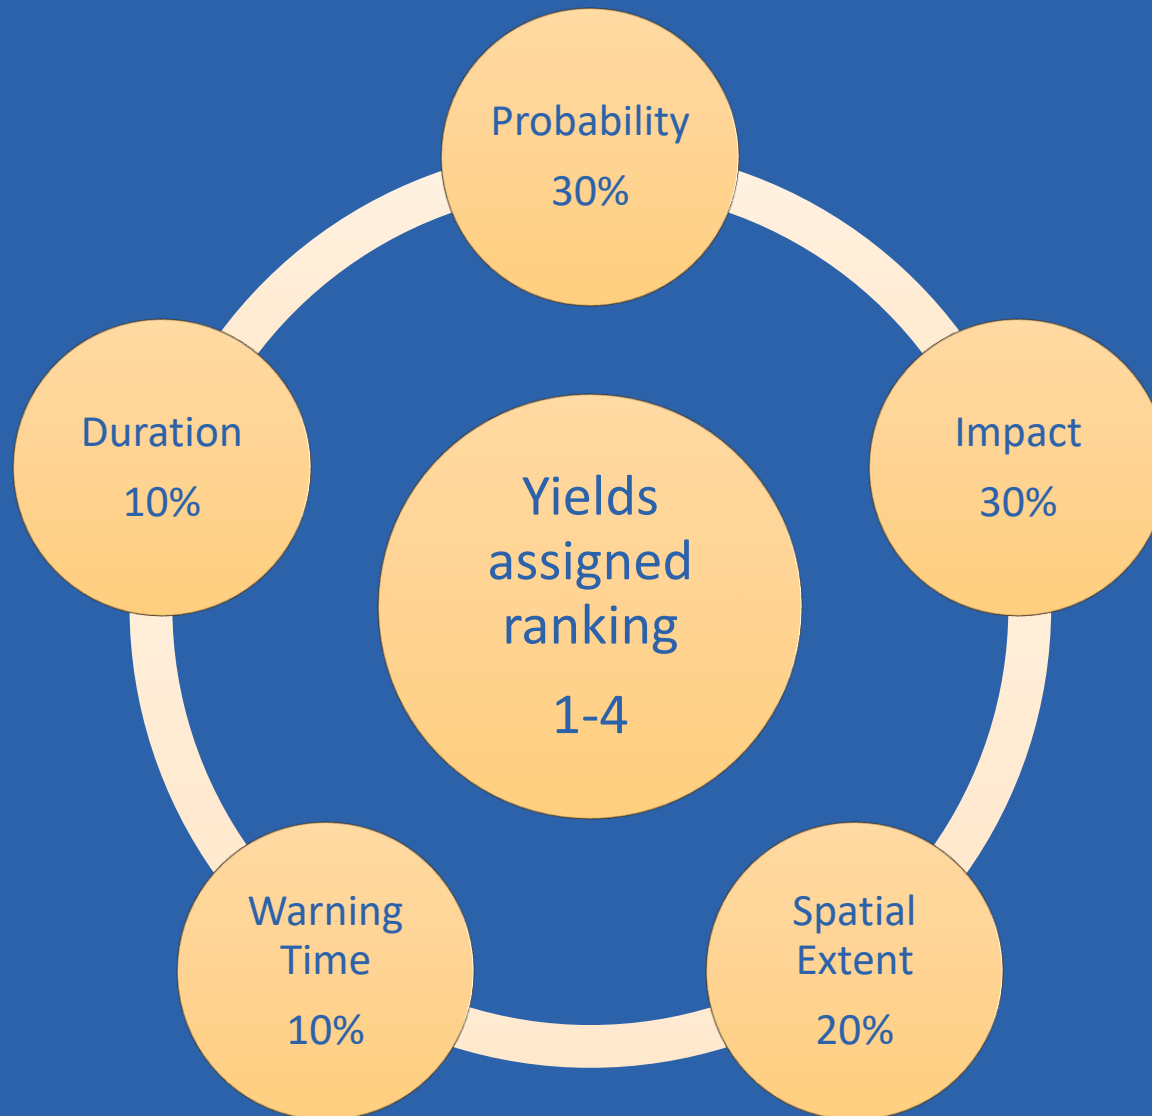 Probability
30%
Impact
30%
Spatial
Extent
20%
Warning
Time
10%
Duration
10%
Yields
assigned
ranking
1-4